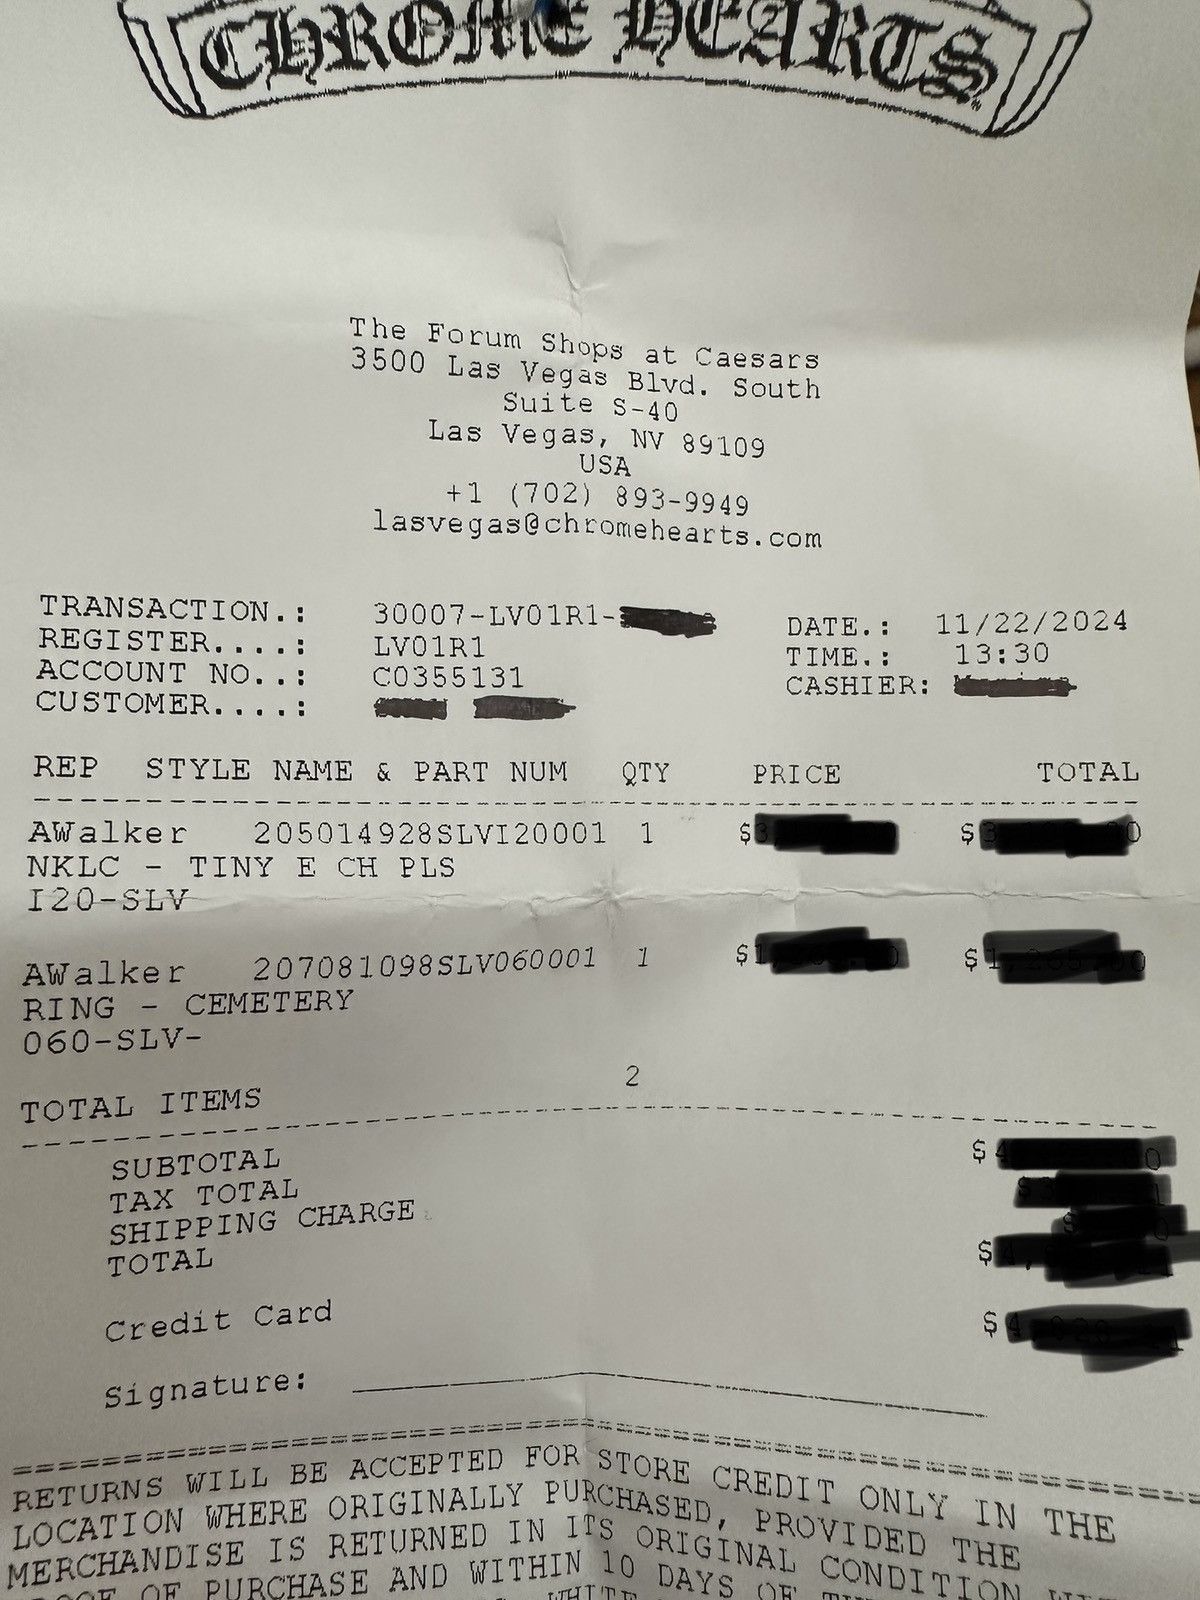 CHROME HEARTS
The Forum Shops at Caesars
3500 Las Vegas Blvd. South
Suite S-40
Las Vegas, NV 89109
USA
+1 (702) 893-9949
lasvegas@chromehearts.com
TRANSACTION.: 30007-LV01R1- DATE.: 11/22/2024
REGISTER....: LV01R1 TIME.: 13:30
ACCOUNT NO..: C0355131 CASHIER:
CUSTOMER....:
REP STYLE NAME & PART NUM QTY PRICE TOTAL
AWalker 205014928SLVI20001 1 $ $
NKLC - TINY E CH PLS
I20-SLV
AWalker 207081098SLV060001 1 $1 $1
RING - CEMETERY
060-SLV-
TOTAL ITEMS 2
SUBTOTAL $4
TAX TOTAL
SHIPPING CHARGE
TOTAL $4,
Credit Card $4
Signature:
RETURNS WILL BE ACCEPTED FOR STORE CREDIT ONLY IN THE
LOCATION WHERE ORIGINALLY PURCHASED, PROVIDED THE
MERCHANDISE IS RETURNED IN ITS ORIGINAL CONDITION
OF PURCHASE AND WITHIN 10 DAYS OF